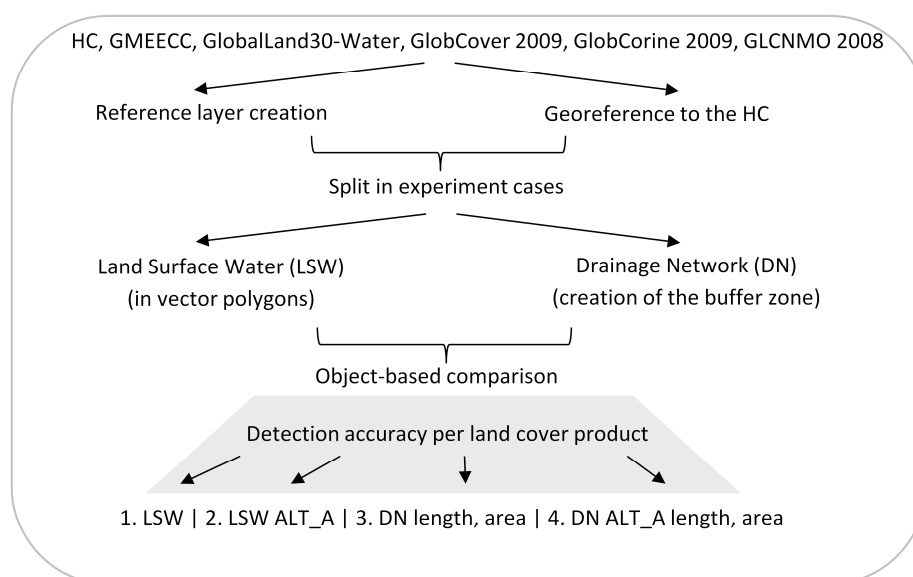 HC, GMEECC, GlobalLand30-Water, GlobCover 2009, GlobCorine 2009, GLCNMO 2008
Reference layer creation
Georeference to the HC
Split in experiment cases
Land Surface Water (LSW)
(in vector polygons)
Drainage Network (DN)
(creation of the buffer zone)
Object-based comparison
Detection accuracy per land cover product
1. LSW | 2. LSW ALT_A | 3. DN length, area | 4. DN ALT_A length, area